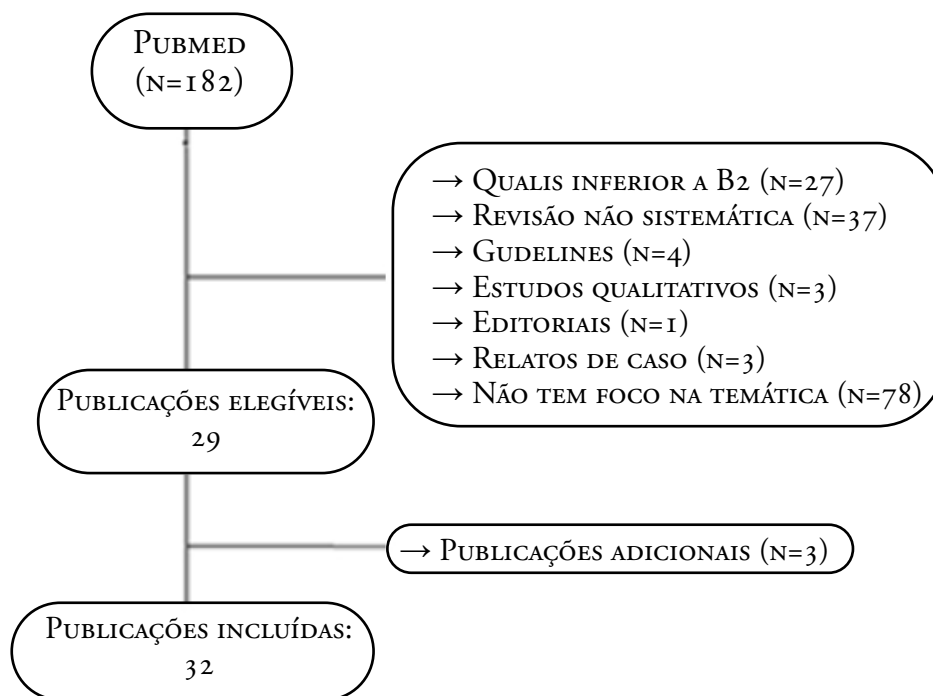 Pubmed
(n=182)
→ Qualis inferior a B2 (n=27)
→ Revisão não sistemática (n=37)
→ Gudelines (n=4)
→ Estudos qualitativos (n=3)
→ Editoriais (n=1)
→ Relatos de caso (n=3)
→ Não tem foco na temática (n=78)
Publicações elegíveis:
29
→ Publicações adicionais (n=3)
Publicações incluídas:
32